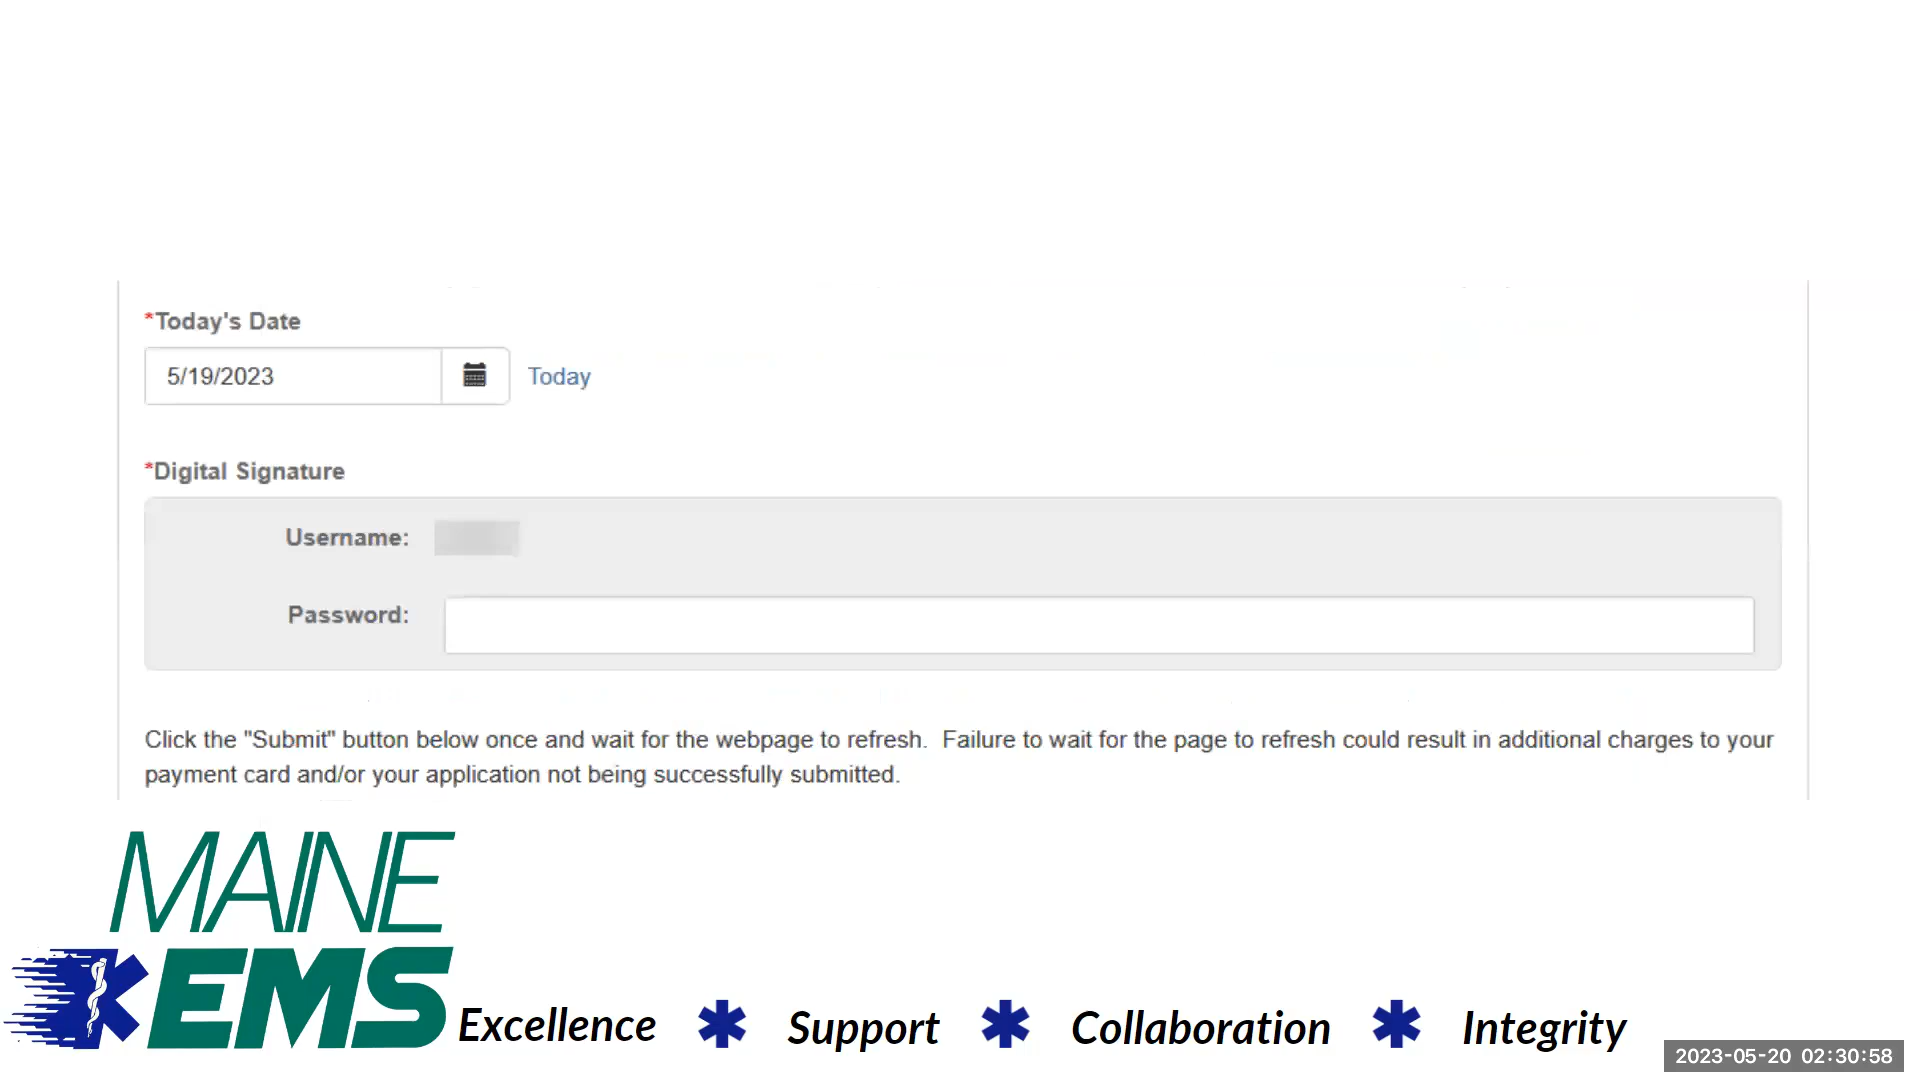 *Today's Date
5/19/2023 Today
*Digital Signature
Username:
Password:
Click the "Submit" button below once and wait for the webpage to refresh.  Failure to wait for the page to refresh could result in additional charges to your
payment card and/or your application not being successfully submitted.
MAINE
EMS
Excellence * Support * Collaboration * Integrity
2023-05-20 02:30:58